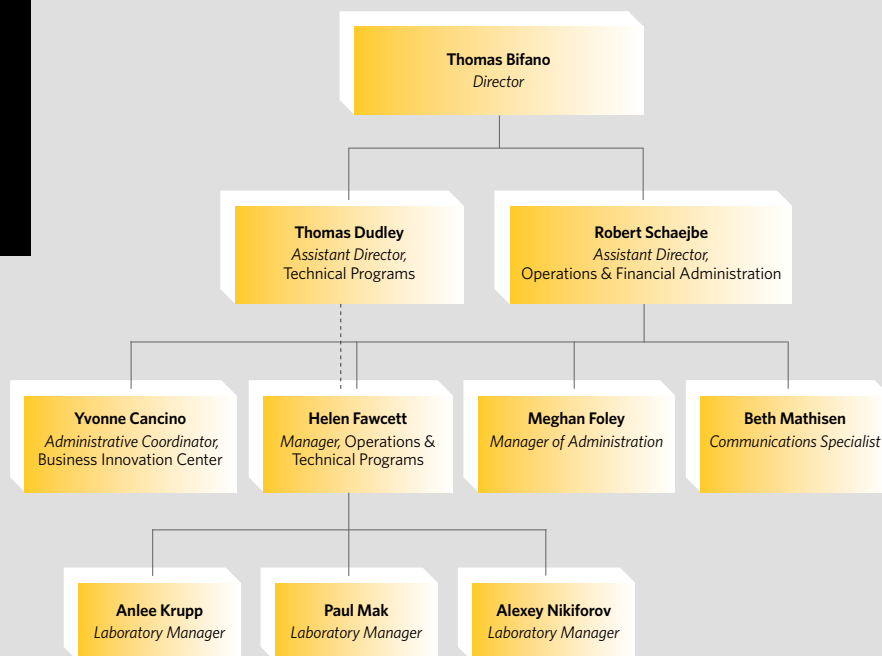 Thomas Bifano
Director
Thomas Dudley
Assistant Director,
Technical Programs
Robert Schaejbe
Assistant Director,
Operations & Financial Administration
Yvonne Cancino
Administrative Coordinator,
Business Innovation Center
Helen Fawcett
Manager, Operations &
Technical Programs
Meghan Foley
Manager of Administration
Beth Mathisen
Communications Specialist
Anlee Krupp
Laboratory Manager
Paul Mak
Laboratory Manager
Alexey Nikiforov
Laboratory Manager